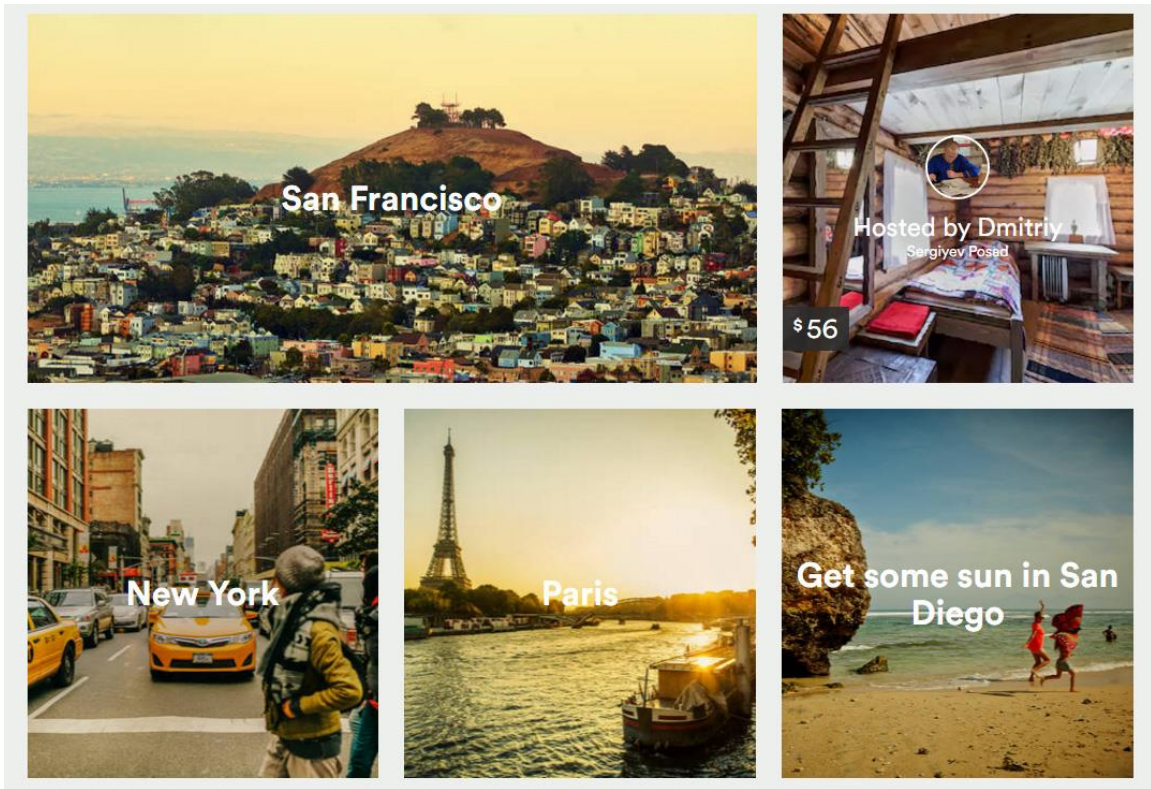 San Francisco
Hosted by Dmitriy
Sergiyev Posad
$56
New York
Paris
Get some sun in San
Diego